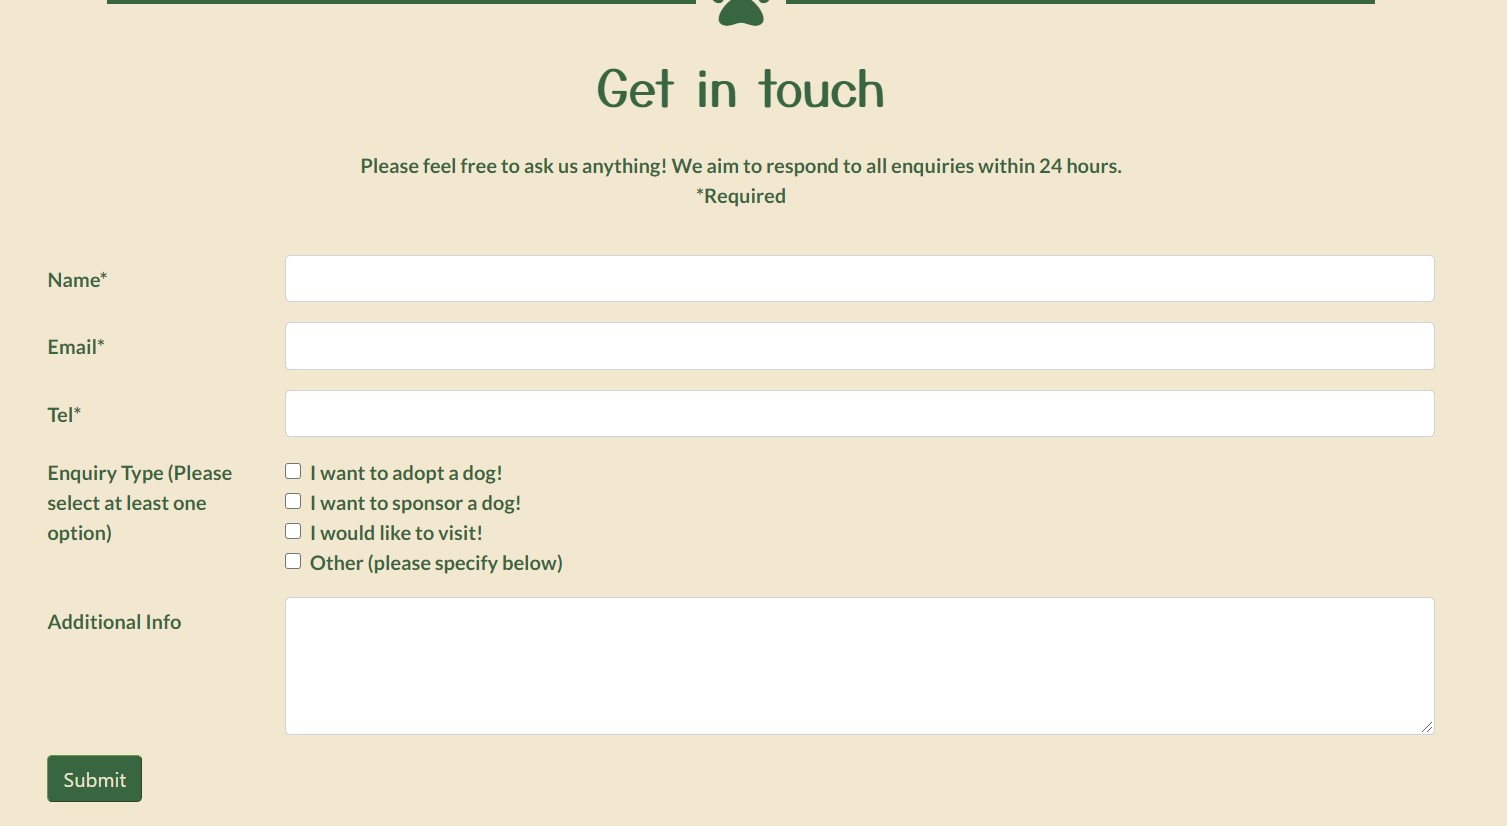 Get in touch
Please feel free to ask us anything! We aim to respond to all enquiries within 24 hours.
*Required
Name*
Email*
Tel*
Enquiry Type (Please
select at least one
option)
I want to adopt a dog!
I want to sponsor a dog!
I would like to visit!
Other (please specify below)
Additional Info
Submit